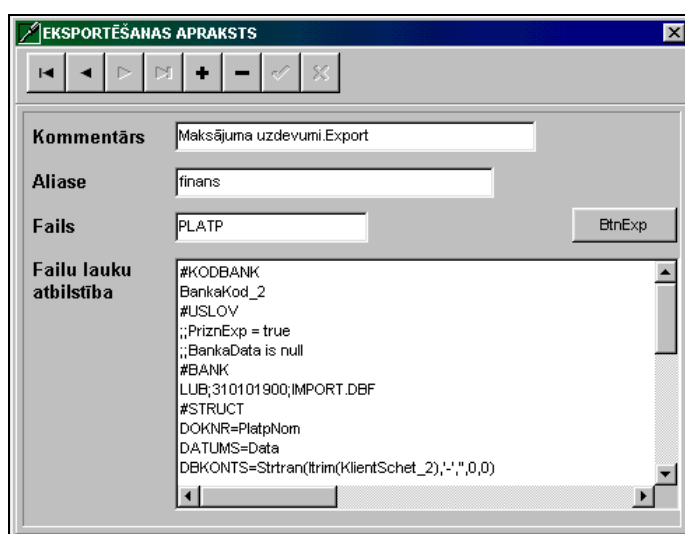 EKSPORTĒŠANAS APRAKSTS
Kommentārs
Maksājuma uzdevumi.Export
Aliase
finans
Fails
PLATP
BtnExp
Failu lauku
atbilstība
#KODBANK
BankaKod_2
#USLOV
;;PriznExp = true
;;BankaData is null
#BANK
LUB;310101900;IMPORT.DBF
#STRUCT
DOKNR=PlatpNom
DATUMS=Data
DBKONTS=Strtran(ltrim(KlientSchet_2),'-','',0,0)